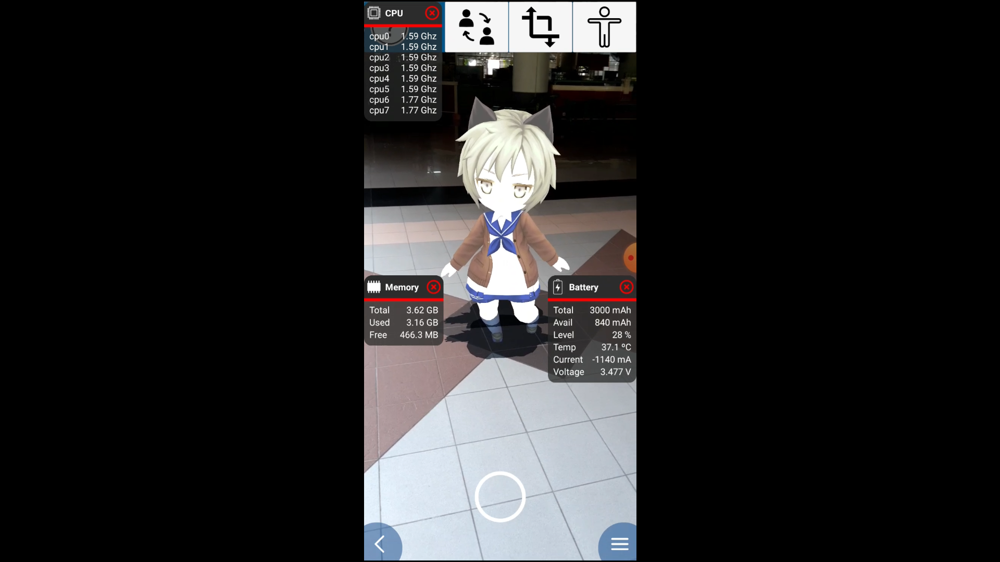 CPU
cpu0 1.59 Ghz
cpu1 1.59 Ghz
cpu2 1.59 Ghz
cpu3 1.59 Ghz
cpu4 1.59 Ghz
cpu5 1.59 Ghz
cpu6 1.77 Ghz
cpu7 1.77 Ghz
Memory
Total 3.62 GB
Used 3.16 GB
Free 466.3 MB
Battery
Total 3000 mAh
Avail 840 mAh
Level 28 %
Temp 37.1 ºC
Current -1140 mA
Voltage 3.477 V